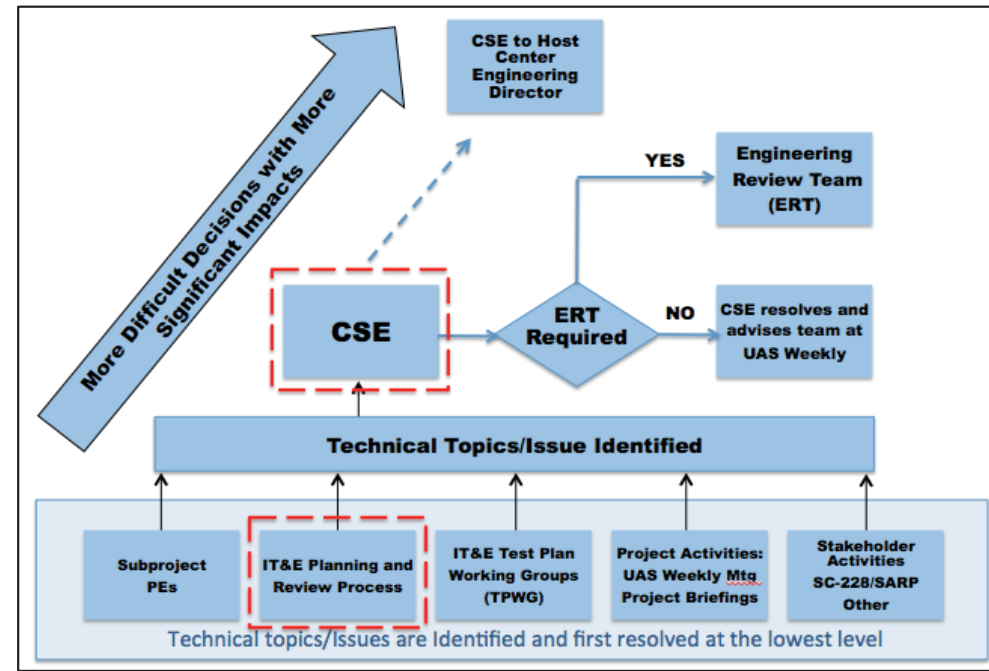 CSE to Host
Center
Engineering
Director
More Difficult Decisions with More
Significant Impacts
YES
Engineering
Review Team
(ERT)
CSE
ERT
Required
NO
CSE resolves and
advises team at
UAS Weekly
Technical Topics/Issue Identified
Subproject
PEs
IT&E Planning and
Review Process
IT&E Test Plan
Working Groups
(TPWG)
Project Activities:
UAS Weekly Mtg
Project Briefings
Stakeholder
Activities
SC-228/SARP
Other
Technical topics/Issues are Identified and first resolved at the lowest level